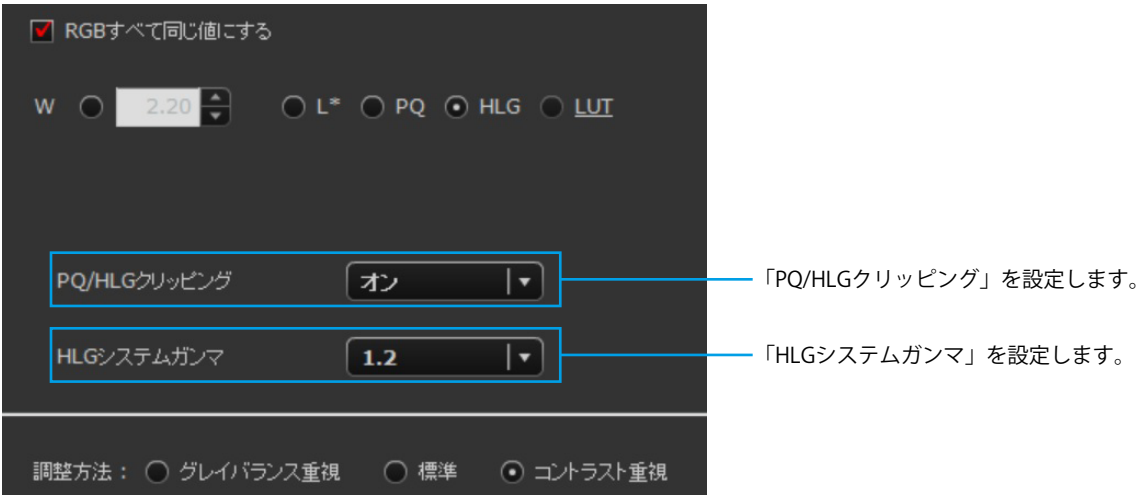 RGBすべて同じ値にする
W 2.20 L* PQ HLG LUT
PQ/HLGクリッピング オン 「PQ/HLGクリッピング」を設定します。
HLGシステムガンマ 1.2 「HLGシステムガンマ」を設定します。
調整方法： グレイバランス重視 標準 コントラスト重視